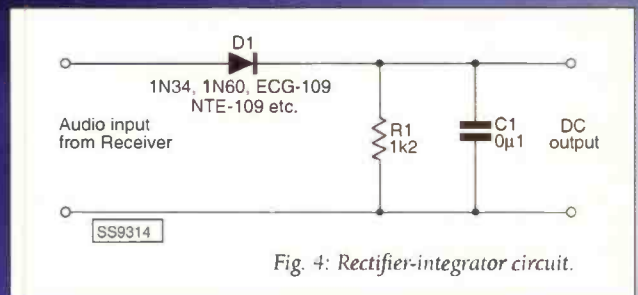 D1
1N34, 1N60, ECG-109
NTE-109 etc.
Audio input
from Receiver
R1
1k2
C1
0µ1
DC
output
SS9314
Fig. 4: Rectifier-integrator circuit.